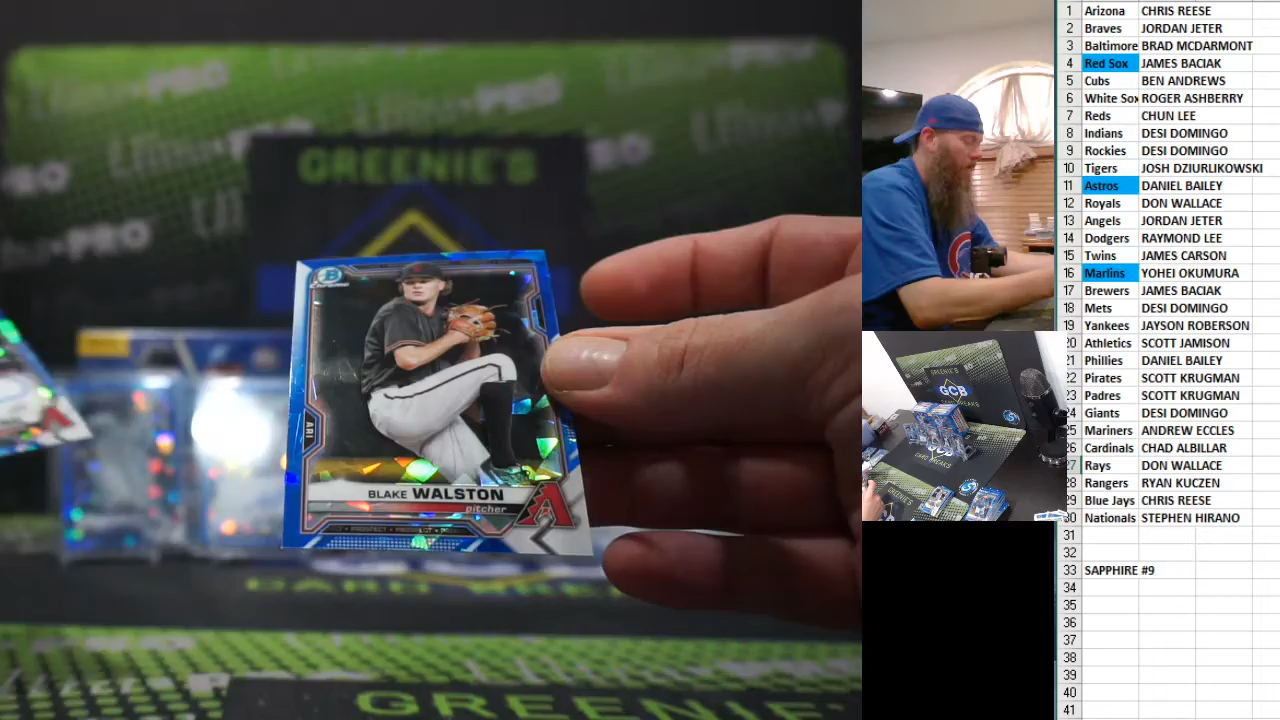 GREENIE'S
Chrome
ARI
BLAKE WALSTON
pitcher
GREENIE'S
GCB
CARD BREAKS
1 Arizona CHRIS REESE
2 Braves JORDAN JETER
3 Baltimore BRAD MCDARMONT
4 Red Sox JAMES BACIAK
5 Cubs BEN ANDREWS
6 White Sox ROGER ASHBERRY
7 Reds CHUN LEE
8 Indians DESI DOMINGO
9 Rockies DESI DOMINGO
10 Tigers JOSH DZIURLIKOWSKI
11 Astros DANIEL BAILEY
12 Royals DON WALLACE
13 Angels JORDAN JETER
14 Dodgers RAYMOND LEE
15 Twins JAMES CARSON
16 Marlins YOHEI OKUMURA
17 Brewers JAMES BACIAK
18 Mets DESI DOMINGO
19 Yankees JAYSON ROBERSON
20 Athletics SCOTT JAMISON
21 Phillies DANIEL BAILEY
22 Pirates SCOTT KRUGMAN
23 Padres SCOTT KRUGMAN
24 Giants DESI DOMINGO
25 Mariners ANDREW ECCLES
26 Cardinals CHAD ALBILLAR
27 Rays DON WALLACE
28 Rangers RYAN KUCZEN
29 Blue Jays CHRIS REESE
30 Nationals STEPHEN HIRANO
31
32
33 SAPPHIRE #9
34
35
36
37
38
39
40
41